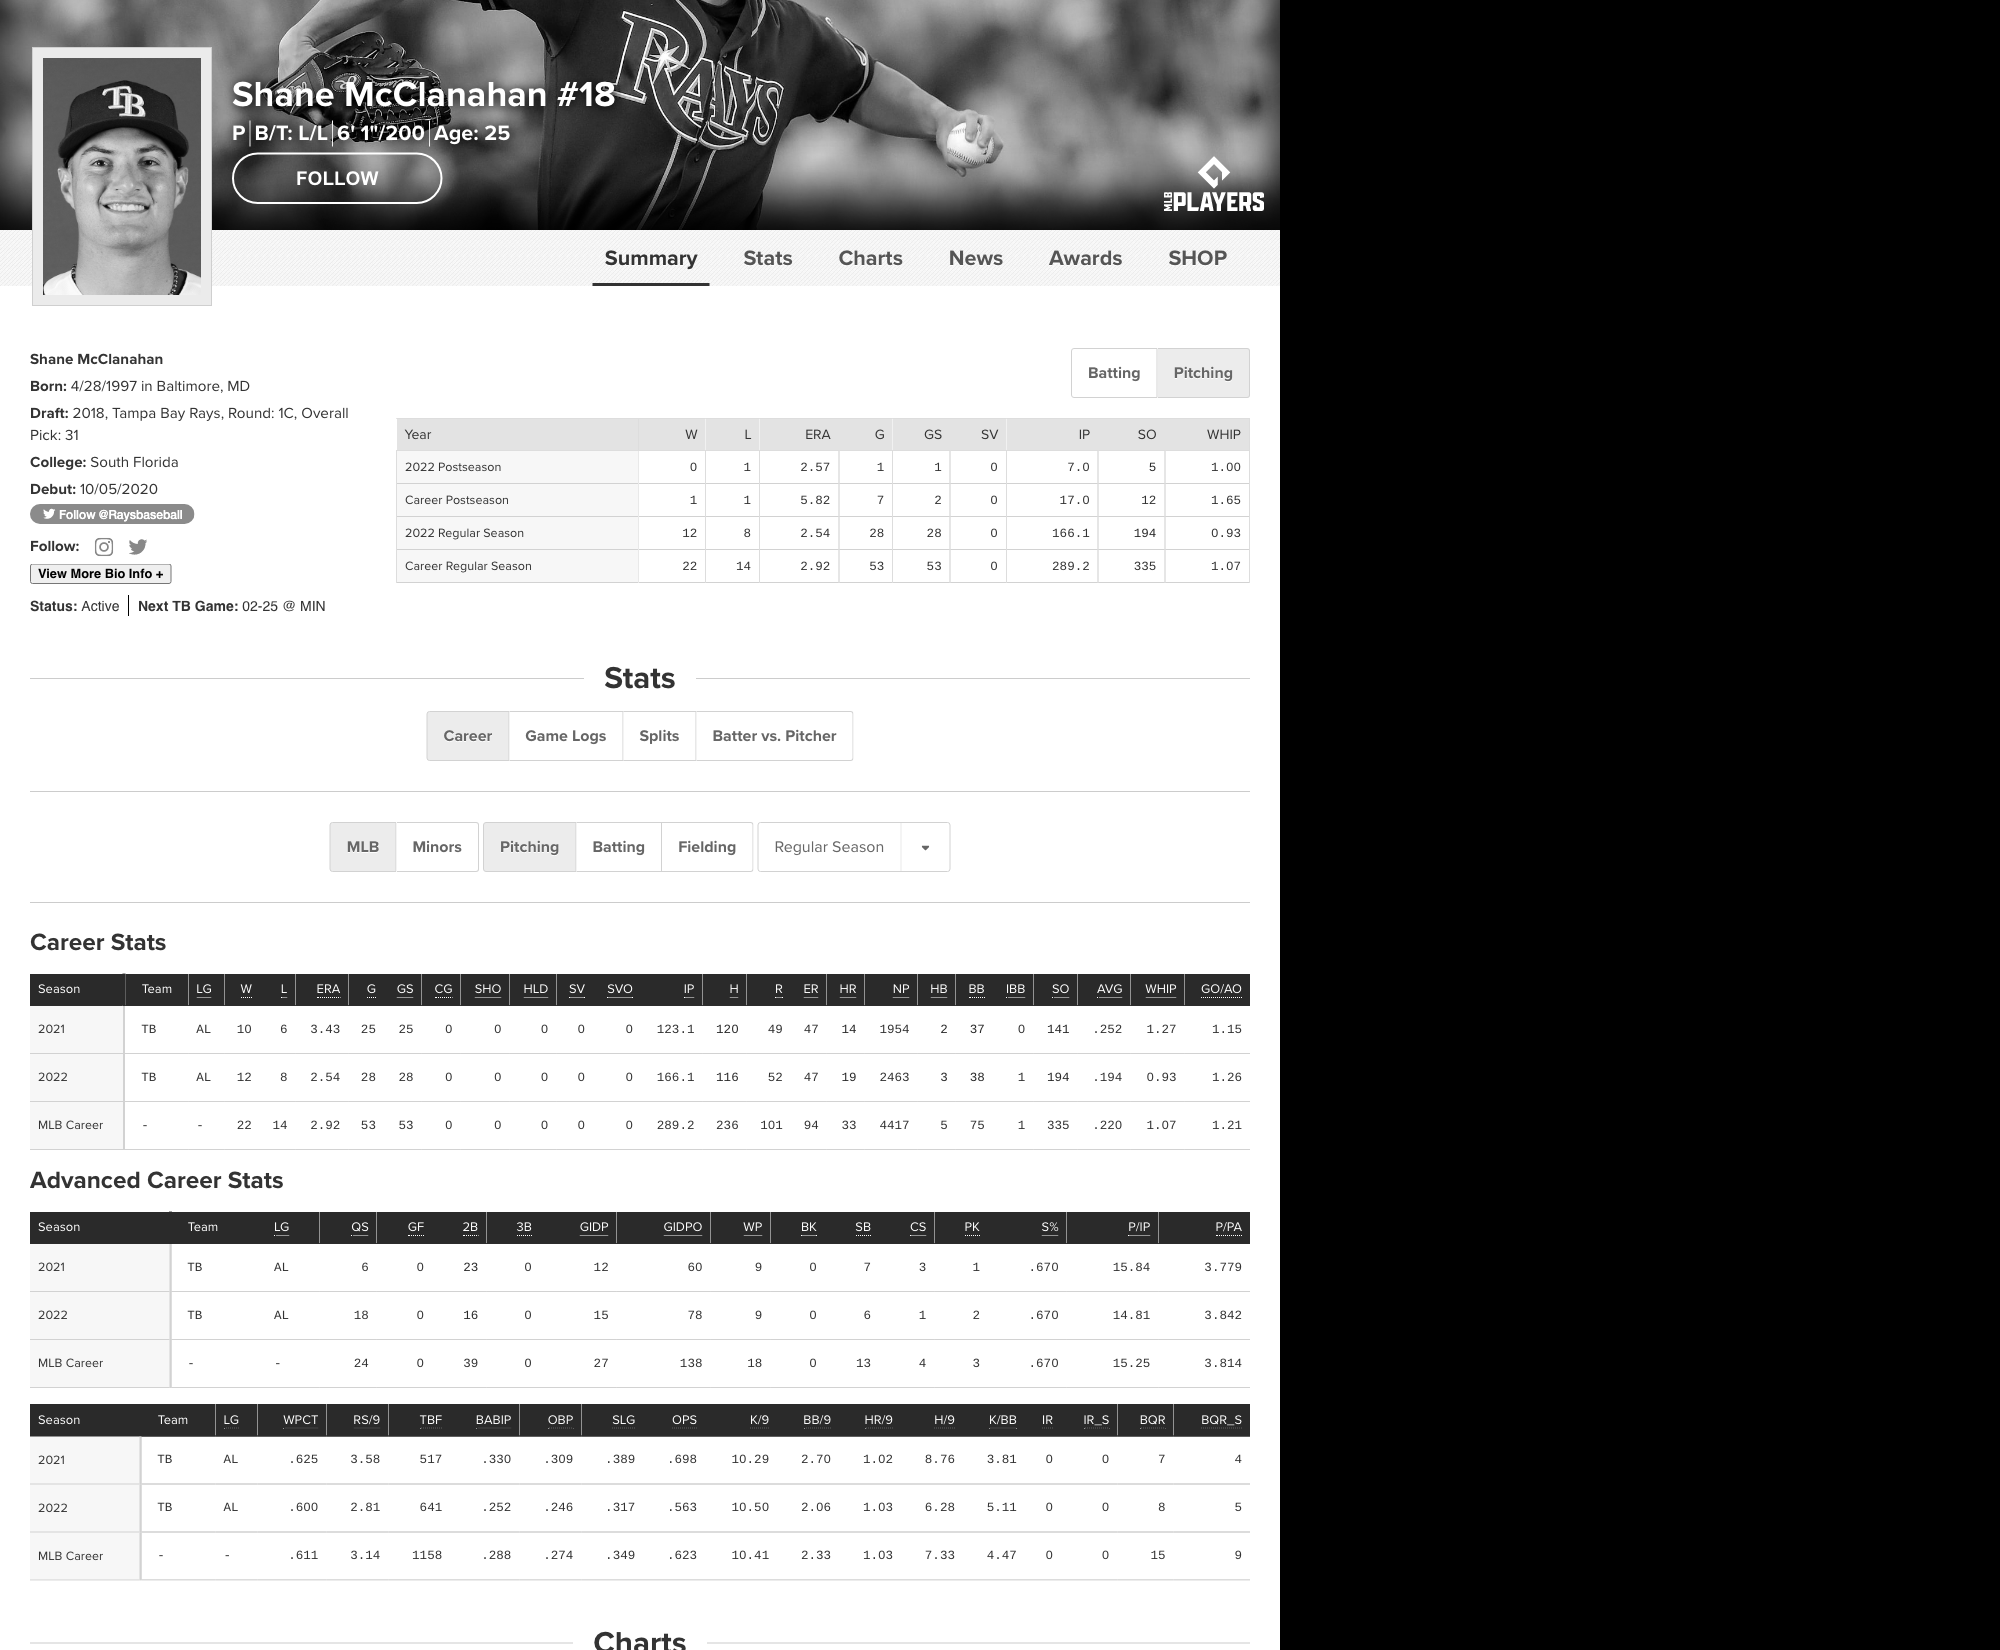 RAYS
TB
Shane McClanahan #18
P B/T: L/L 6' 1"/200 Age: 25
FOLLOW
MLB PLAYERS
Summary Stats Charts News Awards SHOP
Shane McClanahan
Born: 4/28/1997 in Baltimore, MD
Draft: 2018, Tampa Bay Rays, Round: 1C, Overall
Pick: 31
College: South Florida
Debut: 10/05/2020
Follow @Raysbaseball
Follow:
View More Bio Info +
Status: Active Next TB Game: 02-25 @ MIN
Batting Pitching
Year W L ERA G GS SV IP SO WHIP
2022 Postseason 0 1 2.57 1 1 0 7.0 5 1.00
Career Postseason 1 1 5.82 7 2 0 17.0 12 1.65
2022 Regular Season 12 8 2.54 28 28 0 166.1 194 0.93
Career Regular Season 22 14 2.92 53 53 0 289.2 335 1.07
Stats
Career Game Logs Splits Batter vs. Pitcher
MLB Minors Pitching Batting Fielding Regular Season
Career Stats
Season Team LG W L ERA G GS CG SHO HLD SV SVO IP H R ER HR NP HB BB IBB SO AVG WHIP GO/AO
2021 TB AL 10 6 3.43 25 25 0 0 0 0 0 123.1 120 49 47 14 1954 2 37 0 141 .252 1.27 1.15
2022 TB AL 12 8 2.54 28 28 0 0 0 0 0 166.1 116 52 47 19 2463 3 38 1 194 .194 0.93 1.26
MLB Career - - 22 14 2.92 53 53 0 0 0 0 0 289.2 236 101 94 33 4417 5 75 1 335 .220 1.07 1.21
Advanced Career Stats
Season Team LG QS GF 2B 3B GIDP GIDPO WP BK SB CS PK S% P/IP P/PA
2021 TB AL 6 0 23 0 12 60 9 0 7 3 1 .670 15.84 3.779
2022 TB AL 18 0 16 0 15 78 9 0 6 1 2 .670 14.81 3.842
MLB Career - - 24 0 39 0 27 138 18 0 13 4 3 .670 15.25 3.814
Season Team LG WPCT RS/9 TBF BABIP OBP SLG OPS K/9 BB/9 HR/9 H/9 K/BB IR IR_S BQR BQR_S
2021 TB AL .625 3.58 517 .330 .309 .389 .698 10.29 2.70 1.02 8.76 3.81 0 0 7 4
2022 TB AL .600 2.81 641 .252 .246 .317 .563 10.50 2.06 1.03 6.28 5.11 0 0 8 5
MLB Career - - .611 3.14 1158 .288 .274 .349 .623 10.41 2.33 1.03 7.33 4.47 0 0 15 9
Charts